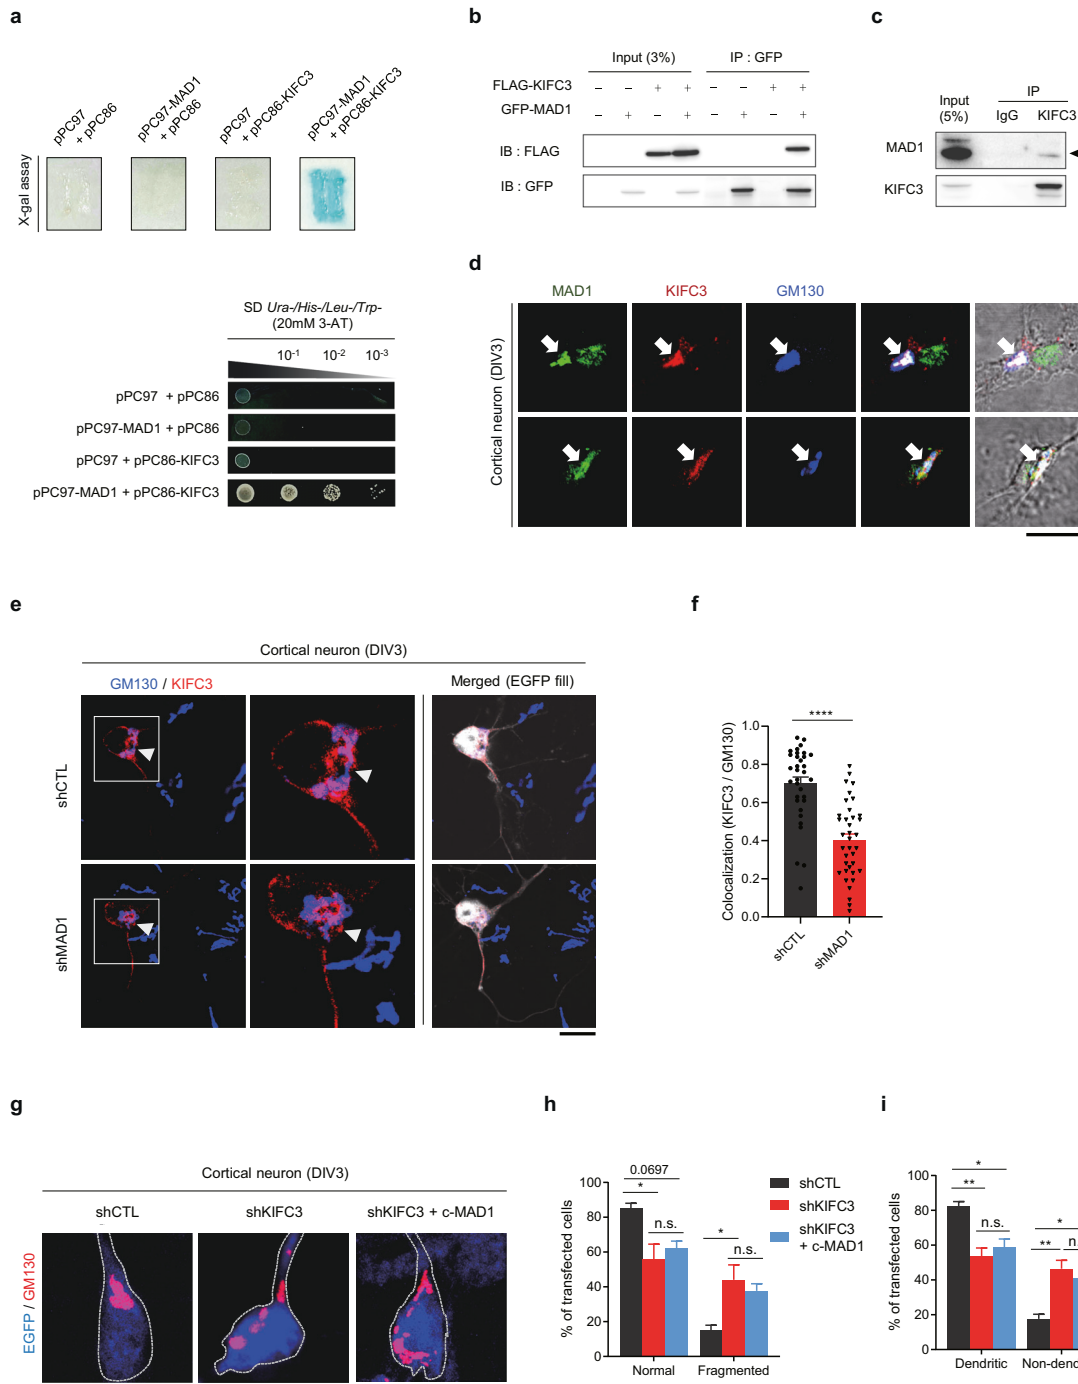 a
pPC97
+ pPC86
pPC97-MAD1
+ pPC86
pPC97
+ pPC86-KIFC3
pPC97-MAD1
+ pPC86-KIFC3
X-gal assay
SD Ura-/His-/Leu-/Trp-
(20mM 3-AT)
10-1 10-2 10-3
pPC97 + pPC86
pPC97-MAD1 + pPC86
pPC97 + pPC86-KIFC3
pPC97-MAD1 + pPC86-KIFC3
b
Input (3%) IP : GFP
FLAG-KIFC3 – – + + – + +
GFP-MAD1 – + – + + – +
IB : FLAG
IB : GFP
c
Input
(5%)
IP
IgG KIFC3
MAD1
KIFC3
d
MAD1 KIFC3 GM130
Cortical neuron (DIV3)
e
Cortical neuron (DIV3)
GM130 / KIFC3 Merged (EGFP fill)
shCTL
shMAD1
f
****
Colocalization (KIFC3 / GM130)
1.0
0.8
0.6
0.4
0.2
0.0
shCTL
shMAD1
g
Cortical neuron (DIV3)
shCTL shKIFC3 shKIFC3 + c-MAD1
EGFP / GM130
h
% of transfected cells
100
80
60
40
20
0
0.0697
*
n.s.
*
n.s.
Normal Fragmented
shCTL
shKIFC3
shKIFC3
+ c-MAD1
i
% of transfected cells
100
80
60
40
20
0
*
**
n.s.
*
**
n
Dendritic Non-dend